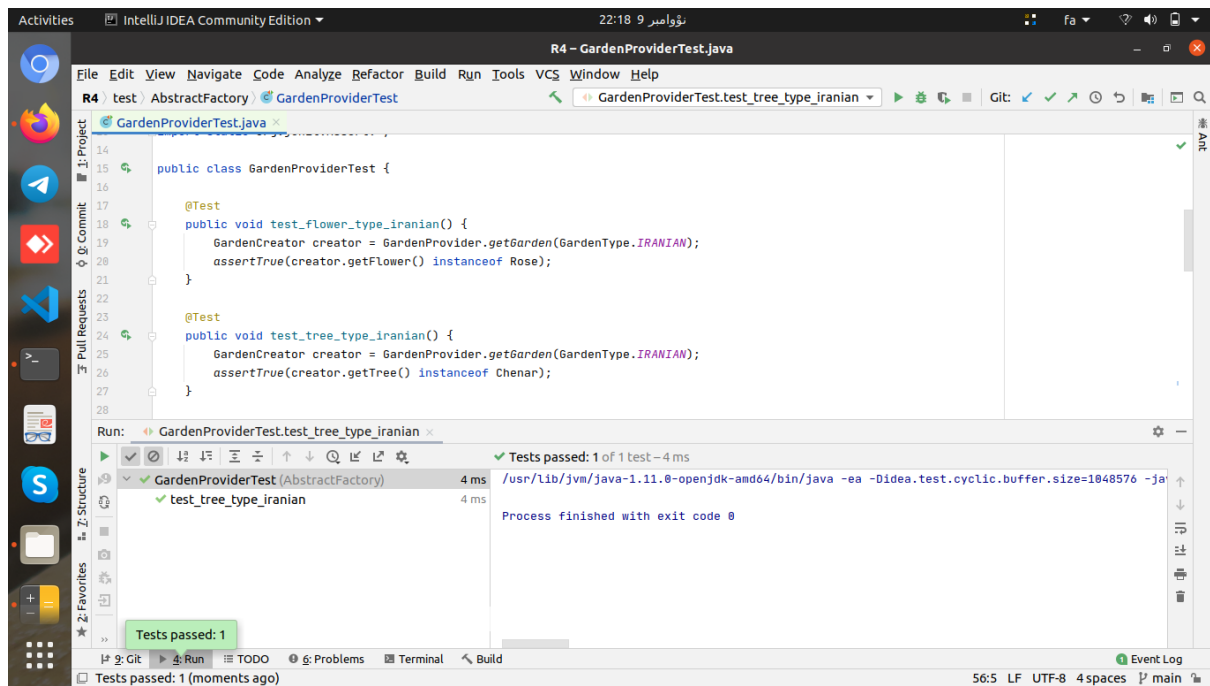 Activities IntelliJ IDEA Community Edition نؤوامبر 9 22:18 fa
R4 – GardenProviderTest.java
File Edit View Navigate Code Analyze Refactor Build Run Tools VCS Window Help
R4 test AbstractFactory GardenProviderTest GardenProviderTest.test_tree_type_iranian Git:
GardenProviderTest.java
1: Project
0: Commit
Pull Requests
Z: Structure
2: Favorites
Ant
14
15 public class GardenProviderTest {
16
17 @Test
18 public void test_flower_type_iranian() {
19 GardenCreator creator = GardenProvider.getGarden(GardenType.IRANIAN);
20 assertTrue(creator.getFlower() instanceof Rose);
21 }
22
23 @Test
24 public void test_tree_type_iranian() {
25 GardenCreator creator = GardenProvider.getGarden(GardenType.IRANIAN);
26 assertTrue(creator.getTree() instanceof Chenar);
27 }
28
Run: GardenProviderTest.test_tree_type_iranian
Tests passed: 1 of 1 test – 4 ms
GardenProviderTest (AbstractFactory) 4 ms
test_tree_type_iranian 4 ms
/usr/lib/jvm/java-1.11.0-openjdk-amd64/bin/java -ea -Didea.test.cyclic.buffer.size=1048576
Process finished with exit code 0
Tests passed: 1
9: Git 4: Run TODO 6: Problems Terminal Build 1 Event Log
Tests passed: 1 (moments ago) 56:5 LF UTF-8 4 spaces main